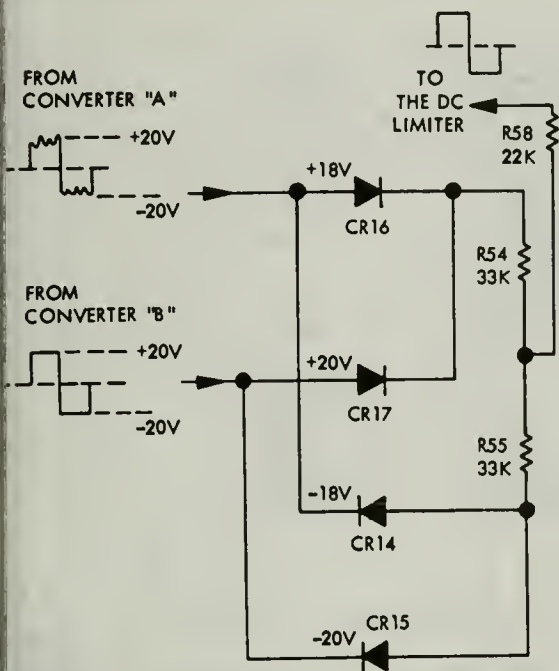 TO
THE DC
LIMITER
R58
22K
FROM
CONVERTER "A"
+20V
-20V
+18V
CR16
R54
33K
FROM
CONVERTER "B"
+20V
-20V
+20V
CR17
R55
33K
-18V
CR14
-20V
CR15